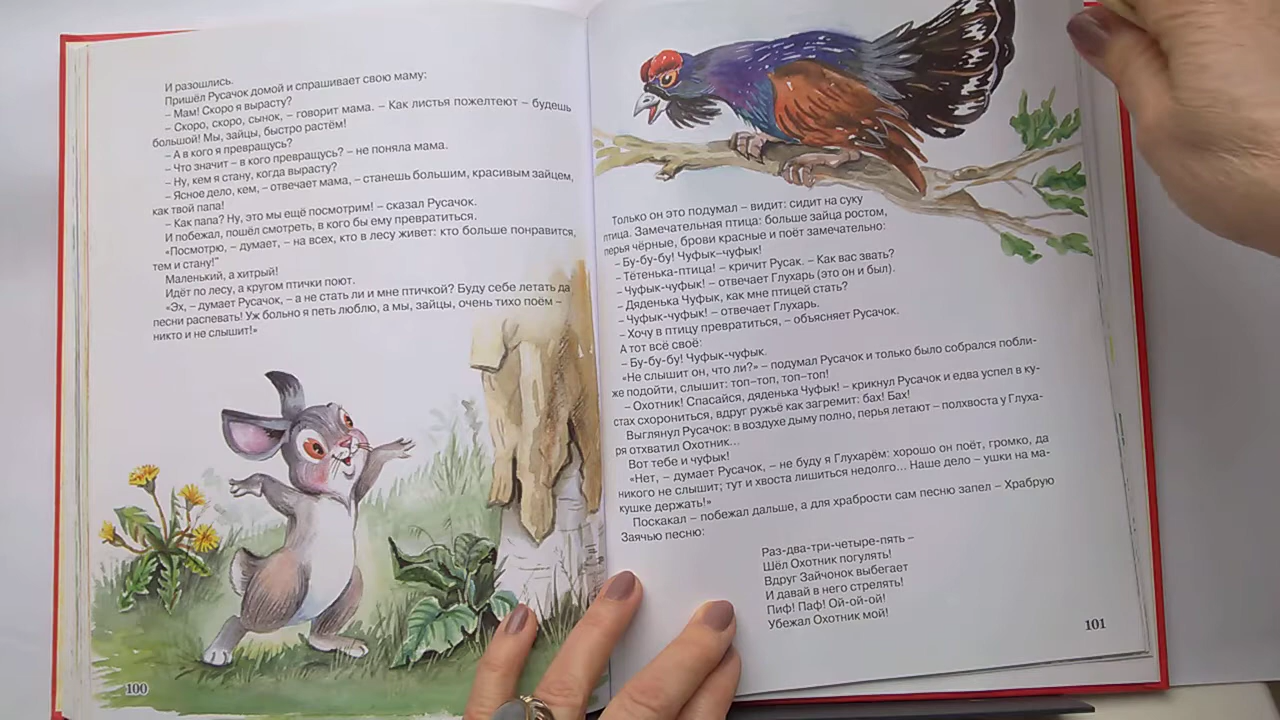 И разошлись.
Пришёл Русачок домой и спрашивает свою маму:
– Мам! Скоро я вырасту?
– Скоро, скоро, сынок, – говорит мама. – Как листья пожелтеют – будешь
большой! Мы, зайцы, быстро растём!
– А в кого я превращусь?
– Что значит – в кого превращусь? – не поняла мама.
– Ну, кем я стану, когда вырасту?
– Ясное дело, кем, – отвечает мама, – станешь большим, красивым зайцем,
как твой папа!
– Как папа? Ну, это мы ещё посмотрим! – сказал Русачок.
И побежал, пошёл смотреть, в кого бы ему превратиться.
«Посмотрю, – думает, – на всех, кто в лесу живет: кто больше понравится,
тем и стану!"
Маленький, а хитрый!
Идёт по лесу, а кругом птички поют.
«Эх, – думает Русачок, – а не стать ли и мне птичкой? Буду себе летать да
песни распевать! Уж больно я петь люблю, а мы, зайцы, очень тихо поём –
никто и не слышит!»
100
Только он это подумал – видит: сидит на суку
птица. Замечательная птица: больше зайца ростом,
перья чёрные, брови красные и поёт замечательно:
– Бу-бу-бу! Чуфык–чуфык!
– Тётенька-птица! – кричит Русак. – Как вас звать?
– Чуфык-чуфык! – отвечает Глухарь (это он и был).
– Дяденька Чуфык, как мне птицей стать?
– Чуфык-чуфык! – отвечает Глухарь.
– Хочу в птицу превратиться, – объясняет Русачок.
А тот всё своё:
– Бу-бу-бу! Чуфык-чуфык.
«Не слышит он, что ли?» – подумал Русачок и только было собрался побли-
же подойти, слышит: топ–топ, топ–топ!
– Охотник! Спасайся, дяденька Чуфык! – крикнул Русачок и едва успел в ку-
стах схорониться, вдруг ружьё как загремит: бах! Бах!
Выглянул Русачок: в воздухе дыму полно, перья летают – полхвоста у Глуха-
ря отхватил Охотник...
Вот тебе и чуфык!
«Нет, – думает Русачок, – не буду я Глухарём: хорошо он поёт, громко, да
никого не слышит; тут и хвоста лишиться недолго... Наше дело – ушки на ма-
кушке держать!»
Поскакал – побежал дальше, а для храбрости сам песню запел – Храбрую
Заячью песню:
Раз-два-три-четыре-пять –
Шёл Охотник погулять!
Вдруг Зайчонок выбегает
И давай в него стрелять!
Пиф! Паф! Ой-ой-ой!
Убежал Охотник мой!
101